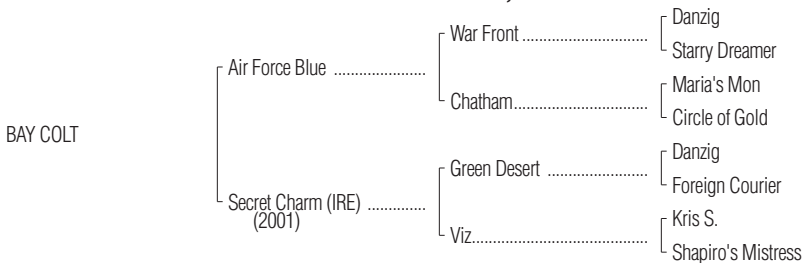 Danzig
War Front ................................
Starry Dreamer
Air Force Blue ......................
Maria's Mon
Chatham..................................
Circle of Gold
BAY COLT
Danzig
Green Desert .........................
Foreign Courier
Secret Charm (IRE) ..............
(2001)
Kris S.
Viz...........................................
Shapiro's Mistress